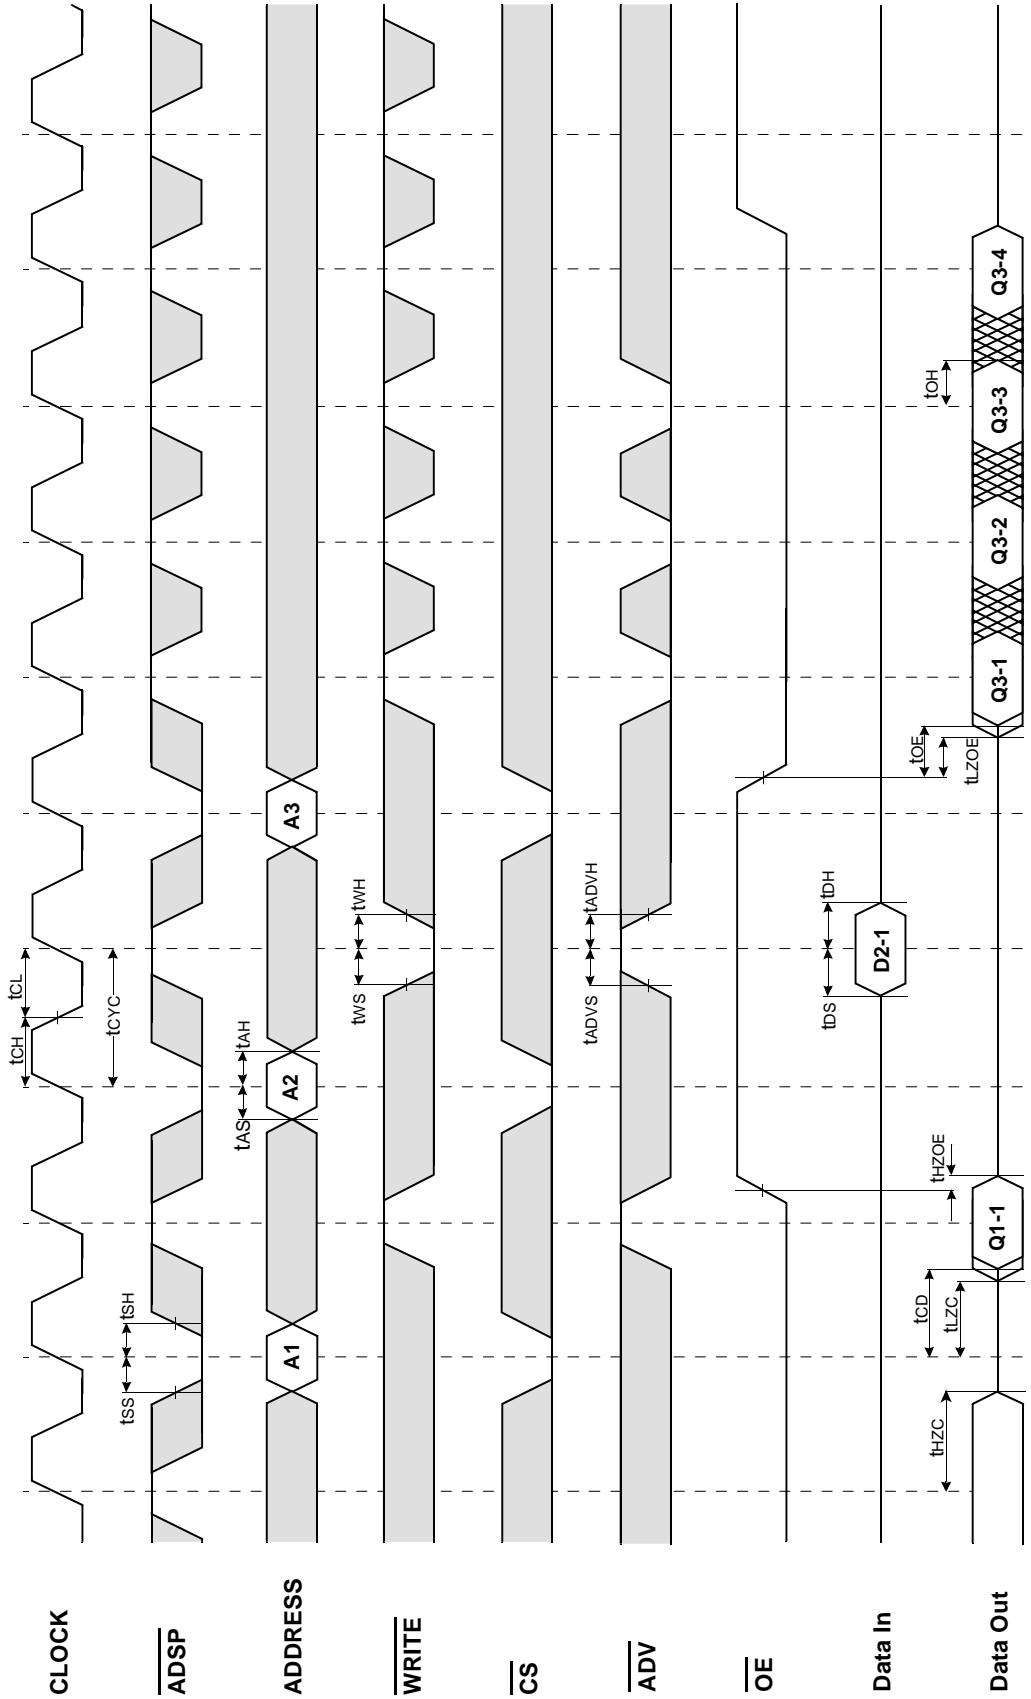 CLOCK
tCH
tCL
tCYC
ADSP
tSS
tSH
ADDRESS
A1
tAS
A2
tAH
A3
WRITE
tWS
tWH
CS
ADV
tADVS
tADVH
OE
Data In
tDS
D2-1
tDH
Data Out
tHZC
tLZC
tCD
Q1-1
tHZOE
tLZOE
tOE
Q3-1
Q3-2
Q3-3
tOH
Q3-4